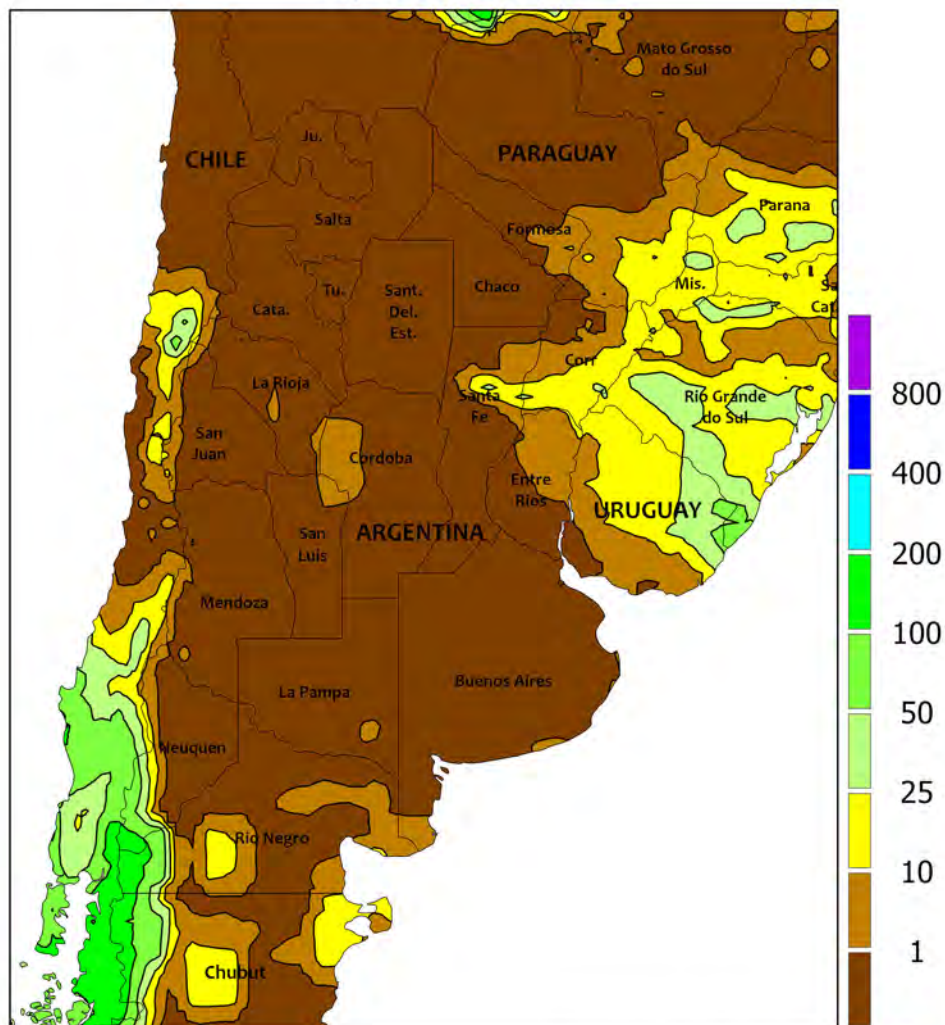 Mato Grosso
do Sul
Ju.
CHILE
PARAGUAY
Parana
Salta
Formosa
Mis.
Sa
Cat
Chaco
Tu.
Sant.
Del.
Est.
Cata.
Corr
800
La Rioja
Santa
Fe
Rio Grande
do Sul
San
Juan
Cordoba
400
Entre
Rios
URUGUAY
ARGENTINA
San
Luis
200
Mendoza
100
La Pampa
Buenos Aires
50
Neuquen
25
Rio Negro
10
Chubut
1